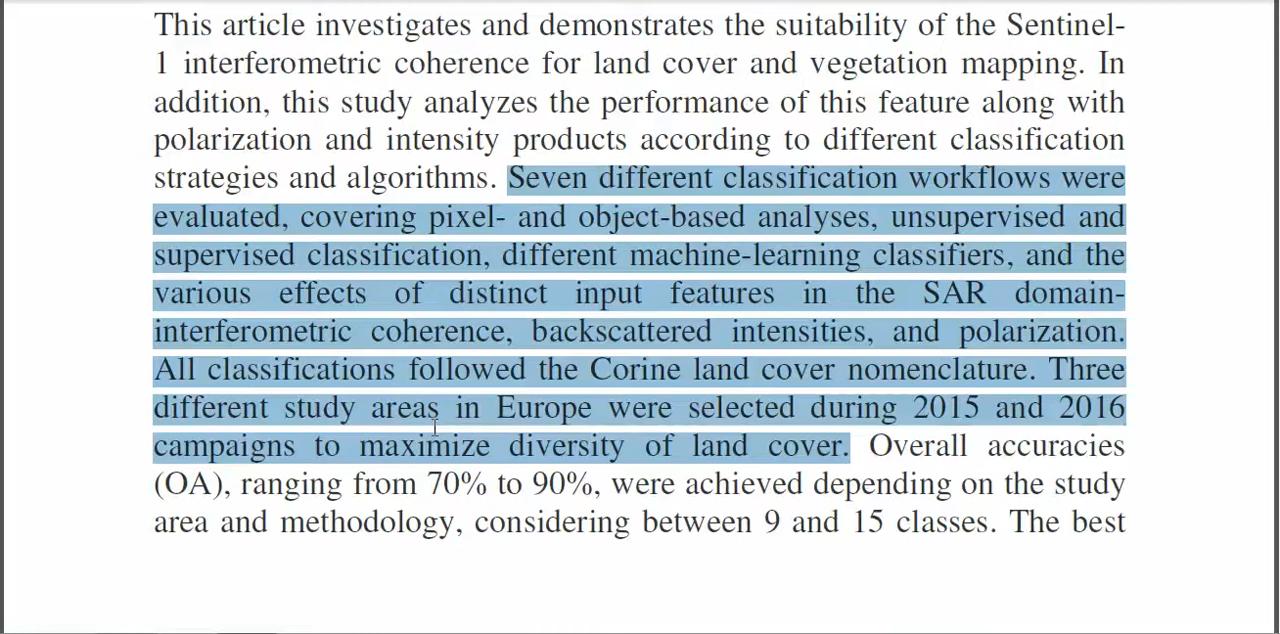 This article investigates and demonstrates the suitability of the Sentinel-
1 interferometric coherence for land cover and vegetation mapping. In
addition, this study analyzes the performance of this feature along with
polarization and intensity products according to different classification
strategies and algorithms. Seven different classification workflows were
evaluated, covering pixel- and object-based analyses, unsupervised and
supervised classification, different machine-learning classifiers, and the
various effects of distinct input features in the SAR domain-
interferometric coherence, backscattered intensities, and polarization.
All classifications followed the Corine land cover nomenclature. Three
different study areas in Europe were selected during 2015 and 2016
campaigns to maximize diversity of land cover. Overall accuracies
(OA), ranging from 70% to 90%, were achieved depending on the study
area and methodology, considering between 9 and 15 classes. The best